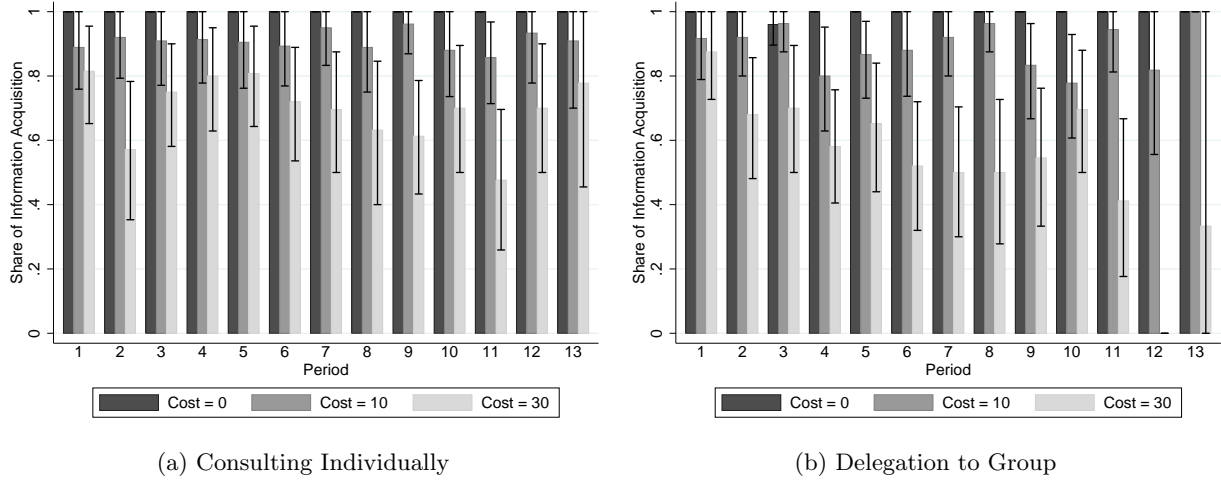 Share of Information Acquisition
1
.8
.6
.4
.2
0
1 2 3 4 5 6 7 8 9 10 11 12 13
Period
Cost = 0 Cost = 10 Cost = 30
(a) Consulting Individually
Share of Information Acquisition
1
.8
.6
.4
.2
0
1 2 3 4 5 6 7 8 9 10 11 12 13
Period
Cost = 0 Cost = 10 Cost = 30
(b) Delegation to Group